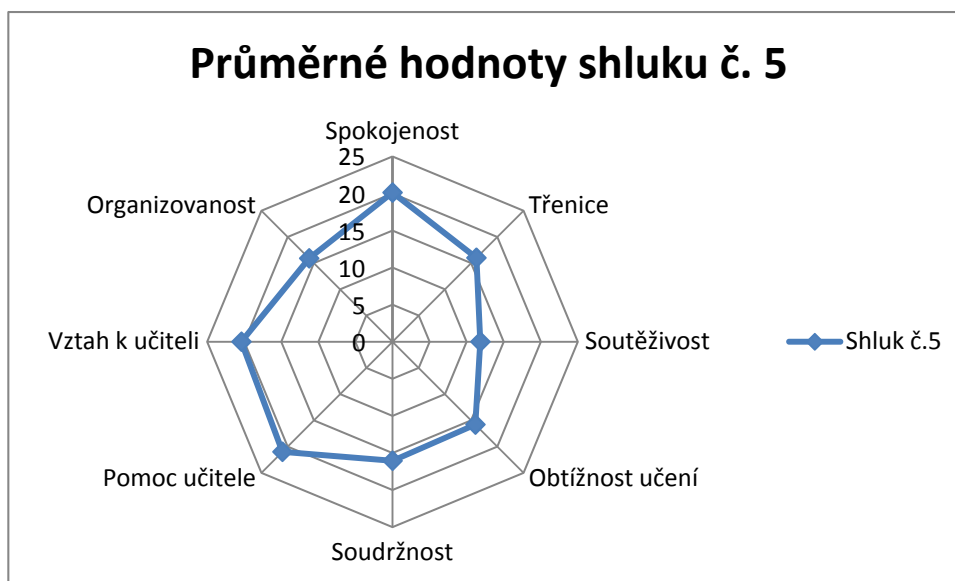 Průměrné hodnoty shluku č. 5
Spokojenost
Třenice
Soutěživost
Obtížnost učení
Soudržnost
Pomoc učitele
Vztah k učiteli
Organizovanost
25
20
15
10
5
0
Shluk č.5